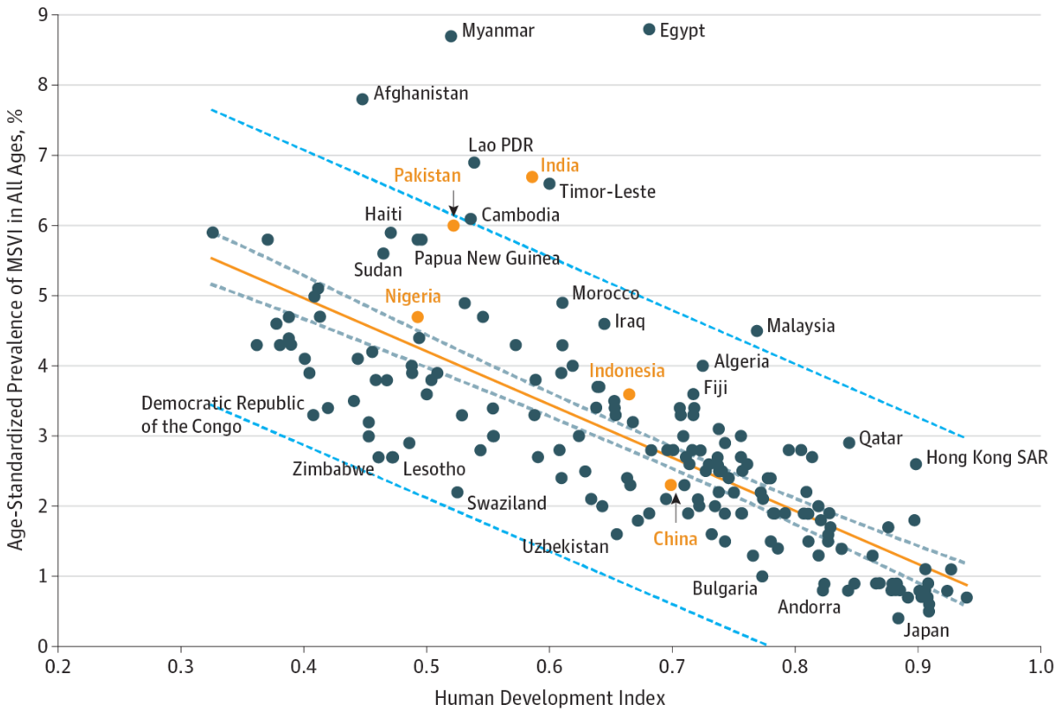 Age-Standardized Prevalence of MSVI in All Ages, %
9
8
7
6
5
4
3
2
1
0
Myanmar
Egypt
Afghanistan
Lao PDR
India
Pakistan
Timor-Leste
Cambodia
Haiti
Papua New Guinea
Sudan
Nigeria
Morocco
Iraq
Malaysia
Algeria
Indonesia
Fiji
Democratic Republic
of the Congo
Qatar
Hong Kong SAR
Zimbabwe
Lesotho
Swaziland
Uzbekistan
China
Bulgaria
Andorra
Japan
0.2
0.3
0.4
0.5
0.6
0.7
0.8
0.9
1.0
Human Development Index